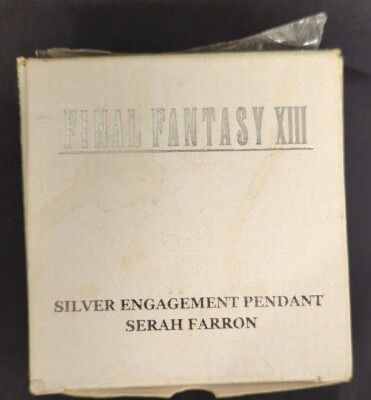 FINAL FANTASY XIII
SILVER ENGAGEMENT PENDANT
SERAH FARRON